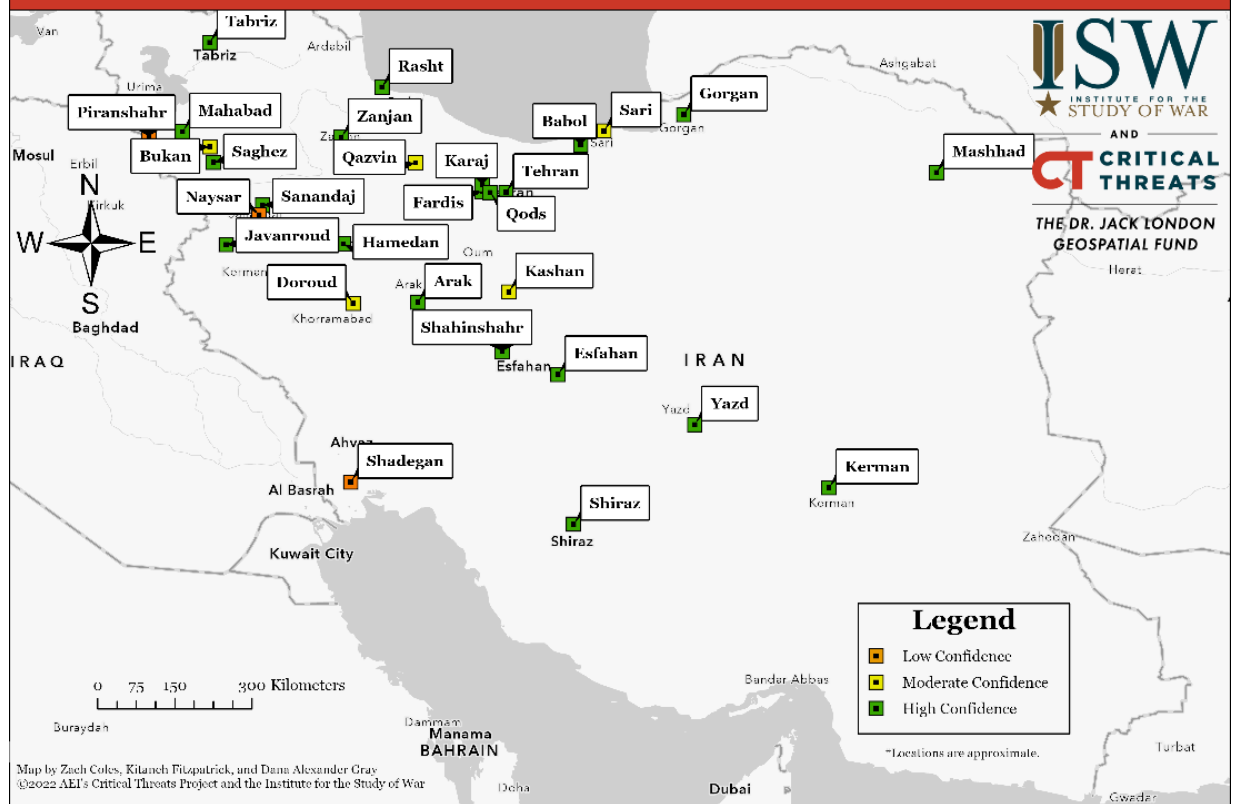 Van
Tabriz
Tabriz
Ardabil
Rasht
Ashgabat
ISW
INSTITUTE FOR THE
STUDY OF WAR
AND
CT CRITICAL
THREATS
THE DR. JACK LONDON
GEOSPATIAL FUND
Urima
Piranshahr
Mahabad
Zanjan
Babol
Sari
Sari
Gorgan
Gorgan
Mashhad
Mosul
Erbil
Bukan
Saghez
Qazvin
Karaj
Tehran
N
Kirkuk
Naysar
Sanandaj
Fardis
Qods
W
E
Javanroud
Hamedan
Qum
Herat
S
Doroud
Arak
Arak
Kashan
Khorramabad
Baghdad
Shahinshahr
IRAQ
Esfahan
Esfahan
IRAN
Yazd
Yazd
Shadegan
Kerman
Kerman
Al Basrah
Shiraz
Shiraz
Kuwait City
Zahedan
Legend
Low Confidence
Moderate Confidence
High Confidence
0 75 150 300 Kilometers
Bandar Abbas
Buraydah
Dammam
Manama
BAHRAIN
*Locations are approximate.
Turbat
Map by Zach Coles, Kitaneh Fitzpatrick, and Dana Alexander Gray
©2022 AEI's Critical Threats Project and the Institute for the Study of War
Doha
Dubai
Gwadar